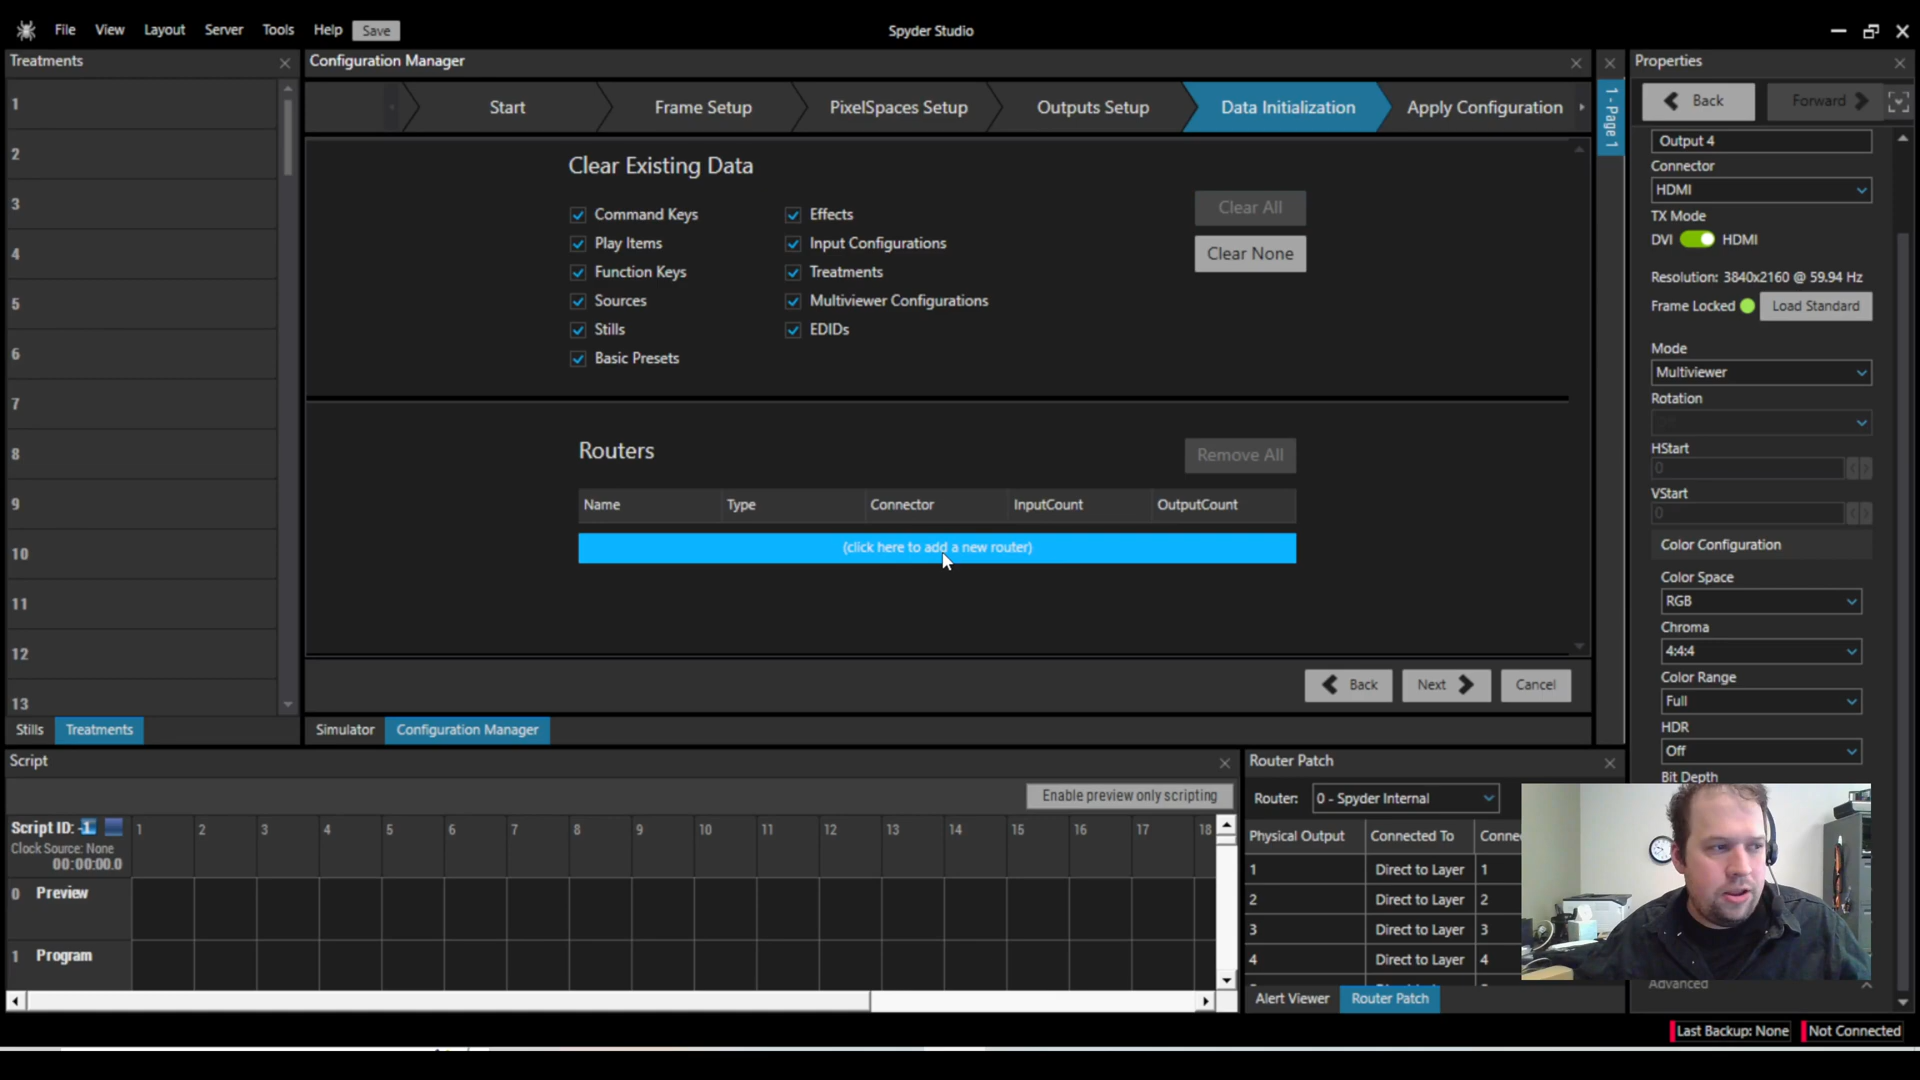 File View Layout Server Tools Help Save
Spyder Studio
Treatments
1
2
3
4
5
6
7
8
9
10
11
12
13
Stills Treatments
Configuration Manager
Start Frame Setup PixelSpaces Setup Outputs Setup Data Initialization Apply Configuration
Clear Existing Data
Command Keys
Play Items
Function Keys
Sources
Stills
Basic Presets
Effects
Input Configurations
Treatments
Multiviewer Configurations
EDIDs
Clear All
Clear None
Routers
Remove All
Name Type Connector InputCount OutputCount
(click here to add a new router)
Back Next Cancel
Simulator Configuration Manager
1 - Page 1
Properties
Back Forward
Output 4
Connector
HDMI
TX Mode
DVI HDMI
Resolution: 3840x2160 @ 59.94 Hz
Frame Locked Load Standard
Mode
Multiviewer
Rotation
HStart
0
VStart
0
Color Configuration
Color Space
RGB
Chroma
4:4:4
Color Range
Full
HDR
Off
Bit Depth
Advanced
Script
Enable preview only scripting
Script ID: -1
Clock Source: None
00:00:00.0
1 2 3 4 5 6 7 8 9 10 11 12 13 14 15 16 17 18
0 Preview
1 Program
Router Patch
Router: 0 - Spyder Internal
Physical Output Connected To Conne
1 Direct to Layer 1
2 Direct to Layer 2
3 Direct to Layer 3
4 Direct to Layer 4
Alert Viewer Router Patch
Last Backup: None Not Connected